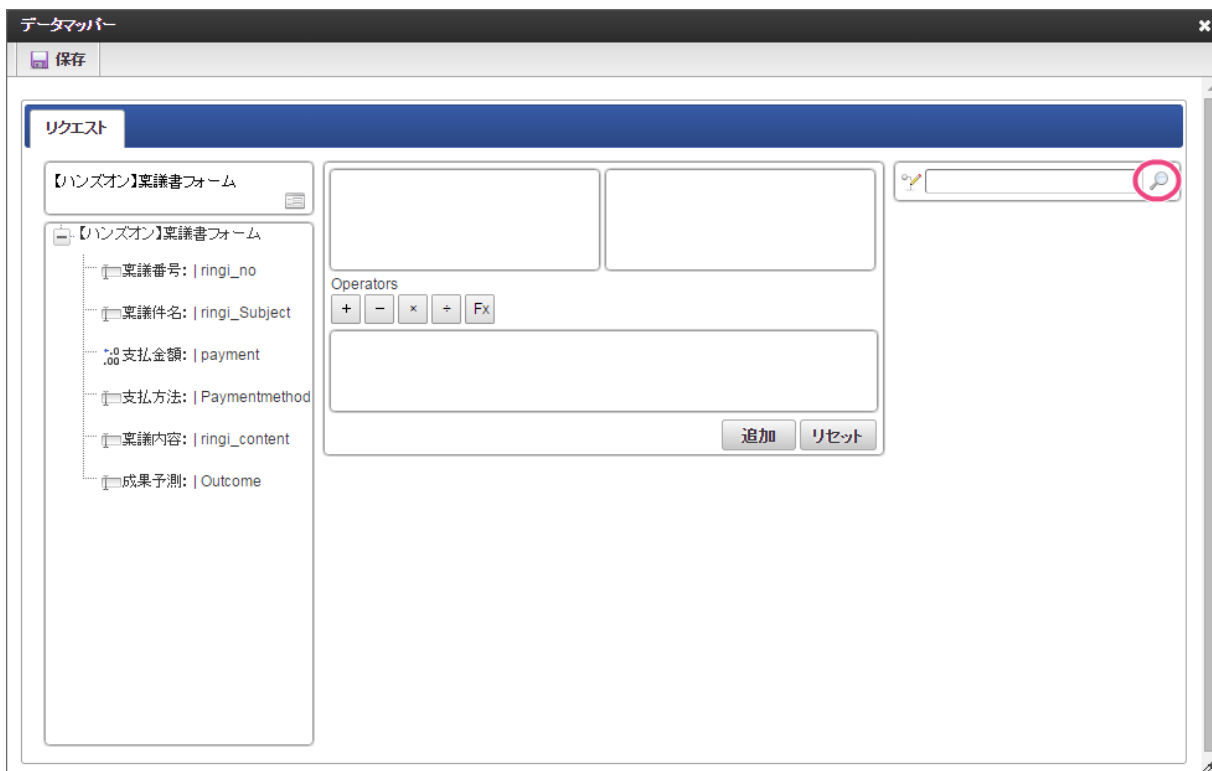 データマッパー
保存
リクエスト
【ハンズオン】稟議書フォーム
【ハンズオン】稟議書フォーム
稟議番号: | ringi_no
稟議件名: | ringi_Subject
支払金額: | payment
支払方法: | Paymentmethod
稟議内容: | ringi_content
成果予測: | Outcome
Operators
+ − × ÷ Fx
追加 リセット